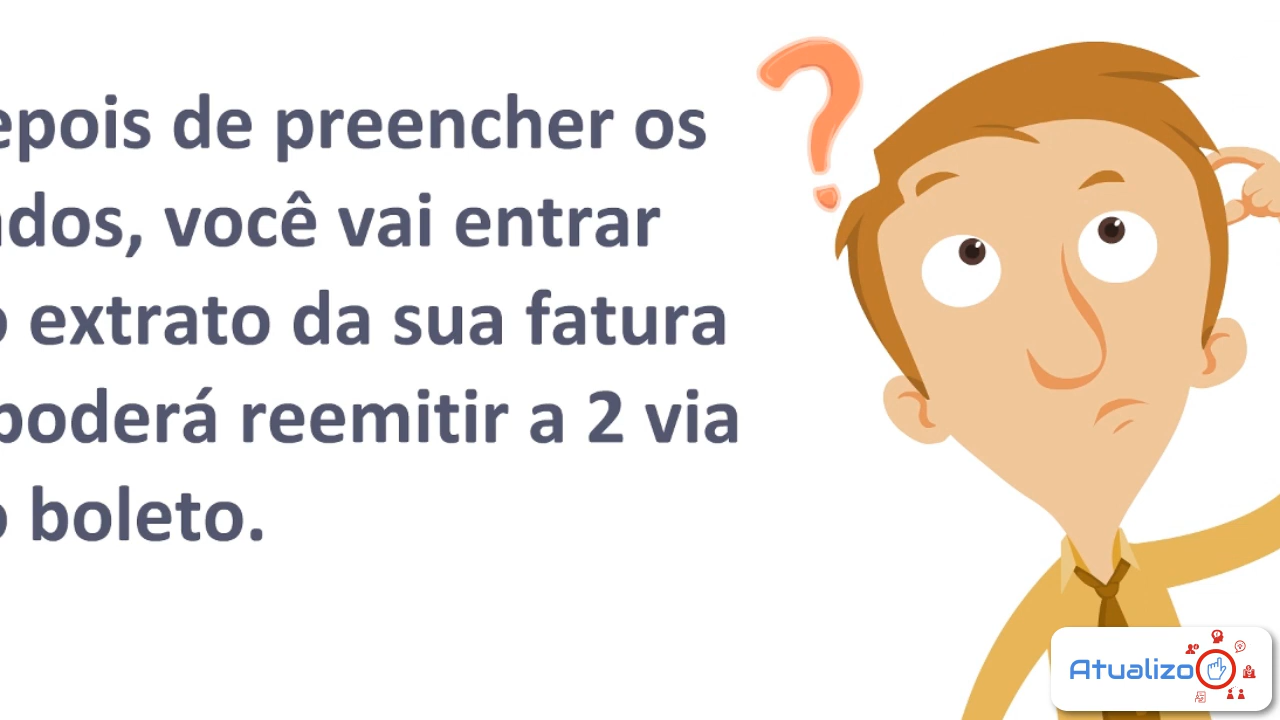 epois de preencher os
ados, você vai entrar
o extrato da sua fatura
poderá reemitir a 2 via
o boleto.
?
Atualizo